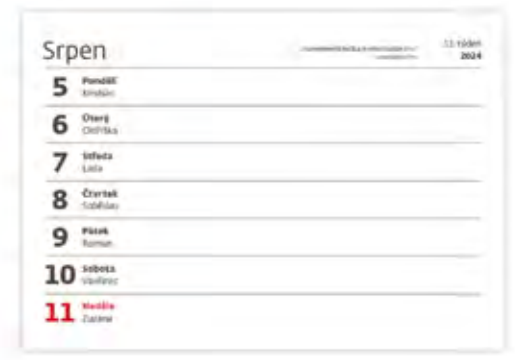 Srpen
týden
2024
5 Pondělí
Kristián
6 Úterý
Oldřiška
7 Středa
Lada
8 Čtvrtek
Soběslav
9 Pátek
Roman
10 Sobota
Vavřinec
11 Neděle
Zuzana